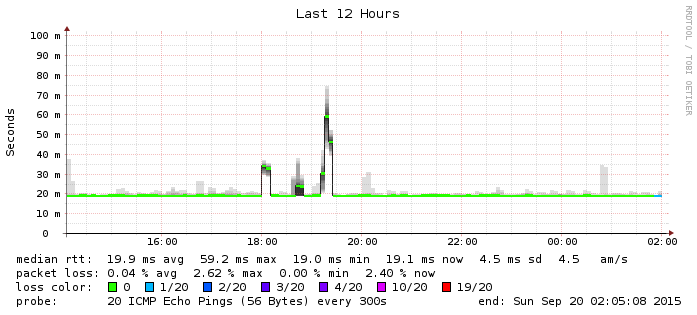 Last 12 Hours
RRDTOOL / TOBI OETIKER
Seconds
100 m
90 m
80 m
70 m
60 m
50 m
40 m
30 m
20 m
10 m
0
16:00 18:00 20:00 22:00 00:00 02:00
median rtt: 19.9 ms avg 59.2 ms max 19.0 ms min 19.1 ms now 4.5 ms sd 4.5 am/s
packet loss: 0.04 % avg 2.62 % max 0.00 % min 2.40 % now
loss color: 0 1/20 2/20 3/20 4/20 10/20 19/20
probe: 20 ICMP Echo Pings (56 Bytes) every 300s end: Sun Sep 20 02:05:08 2015